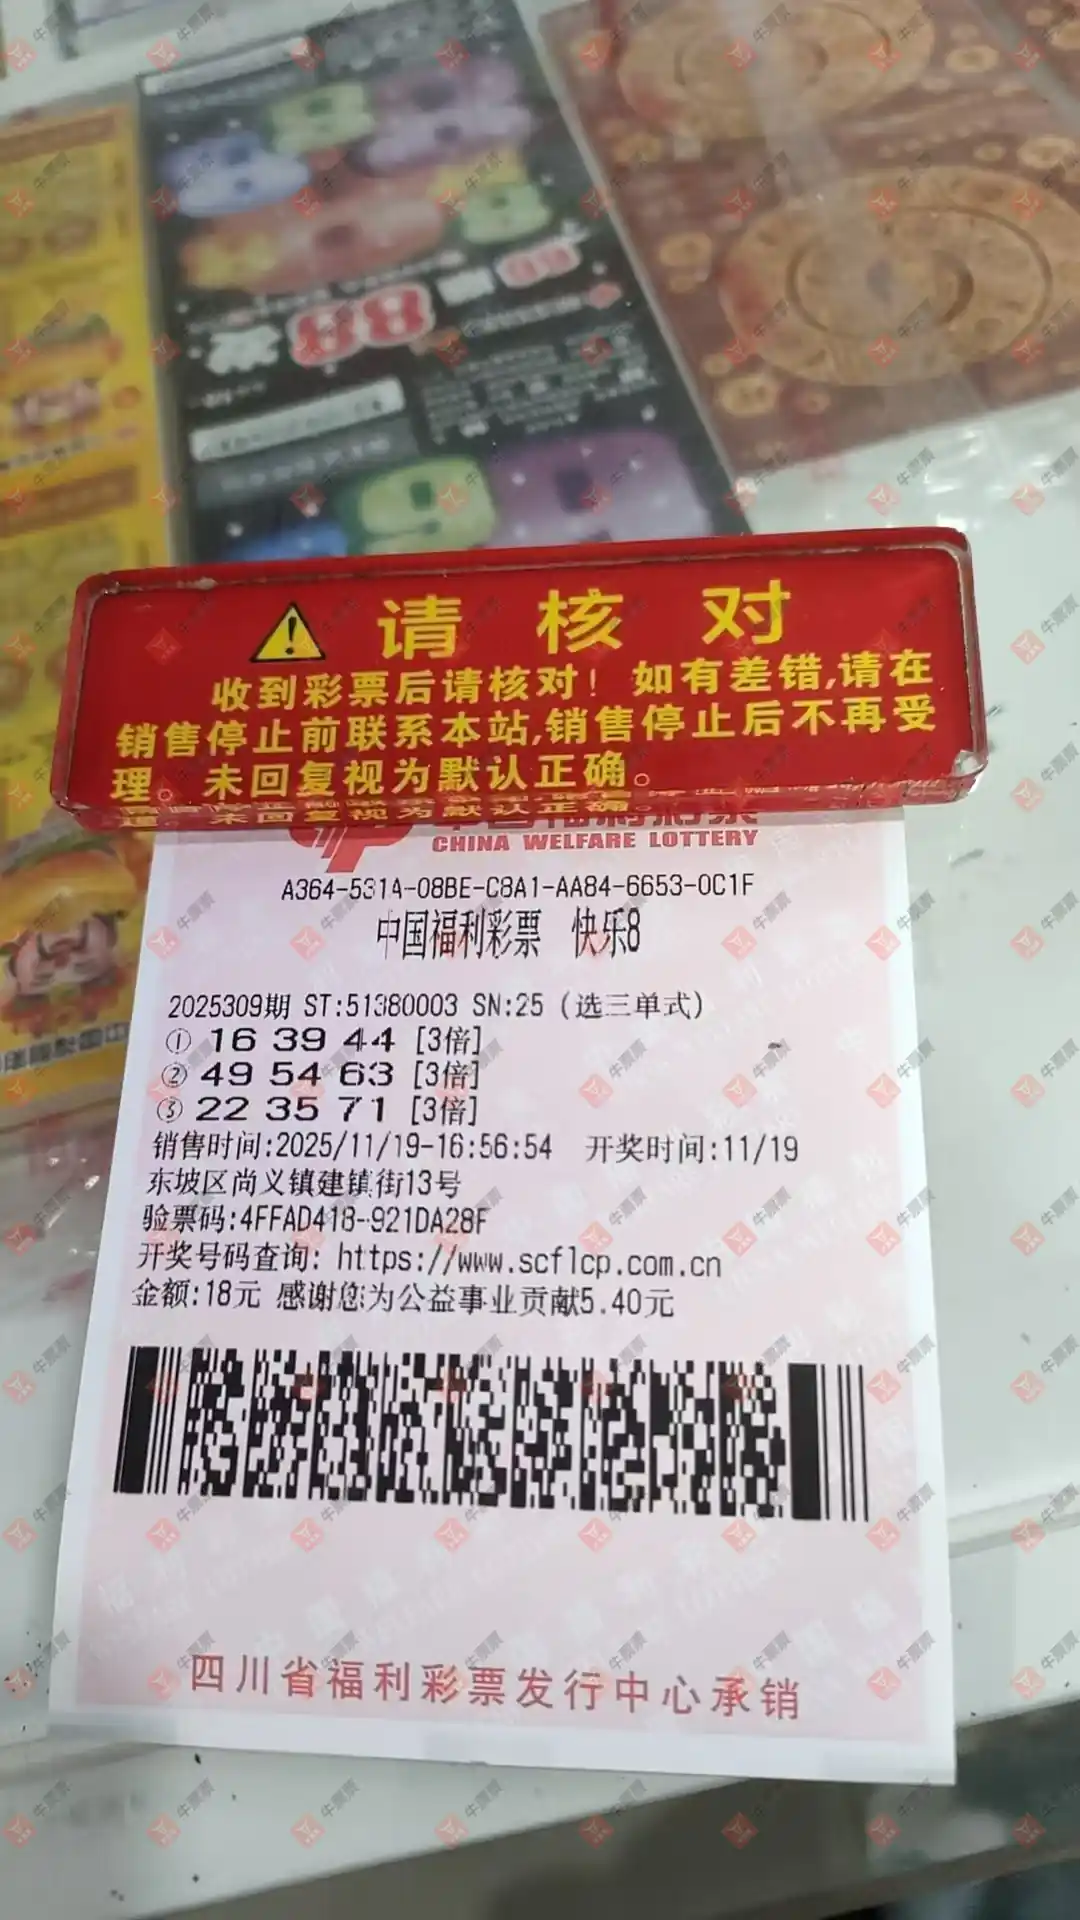 请核对
收到彩票后请核对！如有差错,请在
销售停止前联系本站,销售停止后不再受
理。未回复视为默认正确。
CHINA WELFARE LOTTERY
A364-531A-08BE-C8A1-AA84-6653-0C1F
中国福利彩票 快乐8
2025309期 ST:51380003 SN:25 (选三单式)
① 16 39 44 [3倍]
② 49 54 63 [3倍]
③ 22 35 71 [3倍]
销售时间:2025/11/19-16:56:54 开奖时间:11/19
东坡区尚义镇建镇街13号
验票码:4FFAD418-921DA28F
开奖号码查询: https://www.scflcp.com.cn
金额:18元 感谢您为公益事业贡献5.40元
四川省福利彩票发行中心承销
牛票票